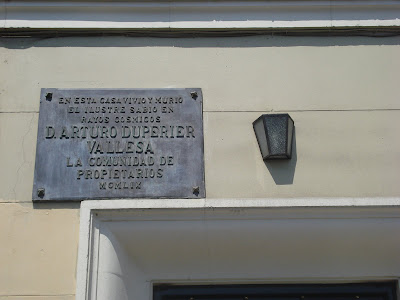 EN ESTA CASA VIVIO Y MURIO
EL ILUSTRE SABIO EN
RAYOS COSMICOS
D. ARTURO DUPERIER
VALLESA
LA COMUNIDAD DE
PROPIETARIOS
MCMLIX